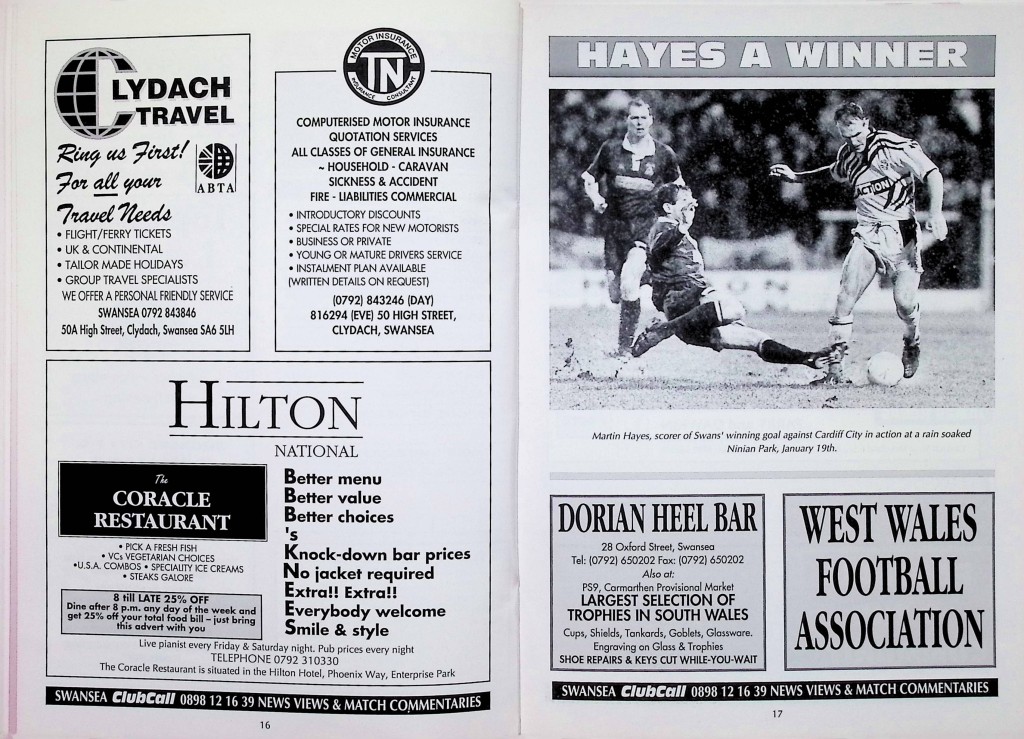 CLYDACH
TRAVEL
Ring us First!
For all your
Travel Needs
ABTA
• FLIGHT/FERRY TICKETS
• UK & CONTINENTAL
• TAILOR MADE HOLIDAYS
• GROUP TRAVEL SPECIALISTS
WE OFFER A PERSONAL FRIENDLY SERVICE
SWANSEA 0792 843846
50A High Street, Clydach, Swansea SA6 5LH
MOTOR INSURANCE
TN
INSURANCE CONSULTANT
COMPUTERISED MOTOR INSURANCE
QUOTATION SERVICES
ALL CLASSES OF GENERAL INSURANCE
~ HOUSEHOLD - CARAVAN
SICKNESS & ACCIDENT
FIRE - LIABILITIES COMMERCIAL
• INTRODUCTORY DISCOUNTS
• SPECIAL RATES FOR NEW MOTORISTS
• BUSINESS OR PRIVATE
• YOUNG OR MATURE DRIVERS SERVICE
• INSTALMENT PLAN AVAILABLE
(WRITTEN DETAILS ON REQUEST)
(0792) 843246 (DAY)
816294 (EVE) 50 HIGH STREET,
CLYDACH, SWANSEA
HILTON
NATIONAL
The
CORACLE
RESTAURANT
• PICK A FRESH FISH
• VCs VEGETARIAN CHOICES
•U.S.A. COMBOS • SPECIALITY ICE CREAMS
• STEAKS GALORE
8 till LATE 25% OFF
Dine after 8 p.m. any day of the week and
get 25% off your total food bill – just bring
this advert with you
Better menu
Better value
Better choices
's
Knock-down bar prices
No jacket required
Extra!! Extra!!
Everybody welcome
Smile & style
Live pianist every Friday & Saturday night. Pub prices every night
TELEPHONE 0792 310330
The Coracle Restaurant is situated in the Hilton Hotel, Phoenix Way, Enterprise Park
SWANSEA ClubCall 0898 12 16 39 NEWS VIEWS & MATCH COMMENTARIES
16
HAYES A WINNER
ACTION
Martin Hayes, scorer of Swans' winning goal against Cardiff City in action at a rain soaked
Ninian Park, January 19th.
DORIAN HEEL BAR
28 Oxford Street, Swansea
Tel: (0792) 650202 Fax: (0792) 650202
Also at:
PS9, Carmarthen Provisional Market
LARGEST SELECTION OF
TROPHIES IN SOUTH WALES
Cups, Shields, Tankards, Goblets, Glassware.
Engraving on Glass & Trophies
SHOE REPAIRS & KEYS CUT WHILE-YOU-WAIT
WEST WALES
FOOTBALL
ASSOCIATION
SWANSEA ClubCall 0898 12 16 39 NEWS VIEWS & MATCH COMMENTARIES
17